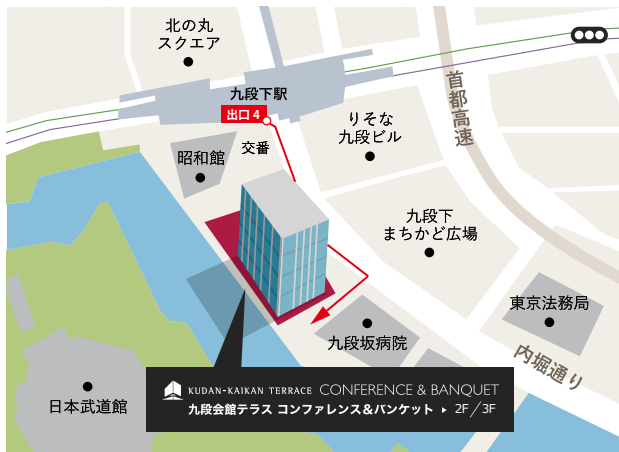 北の丸
スクエア
九段下駅
出口4
交番
昭和館
りそな
九段ビル
首都高速
九段下
まちかど広場
東京法務局
九段坂病院
内堀通り
日本武道館
KUDAN-KAIKAN TERRACE CONFERENCE & BANQUET
九段会館テラス コンファレンス&バンケット ▶ 2F/3F